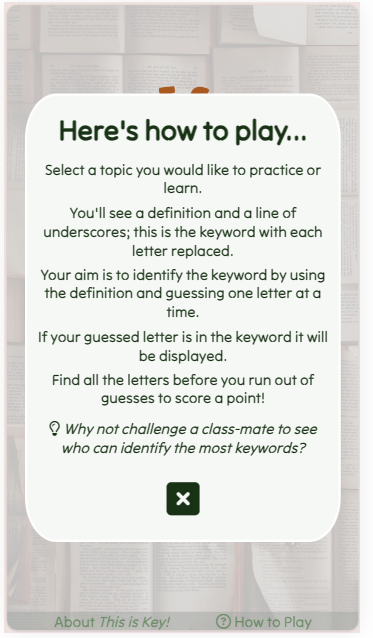 Here's how to play...
Select a topic you would like to practice or
learn.
You'll see a definition and a line of
underscores; this is the keyword with each
letter replaced.
Your aim is to identify the keyword by using
the definition and guessing one letter at a
time.
If your guessed letter is in the keyword it will
be displayed.
Find all the letters before you run out of
guesses to score a point!
Why not challenge a class-mate to see
who can identify the most keywords?
About This is Key!
How to Play